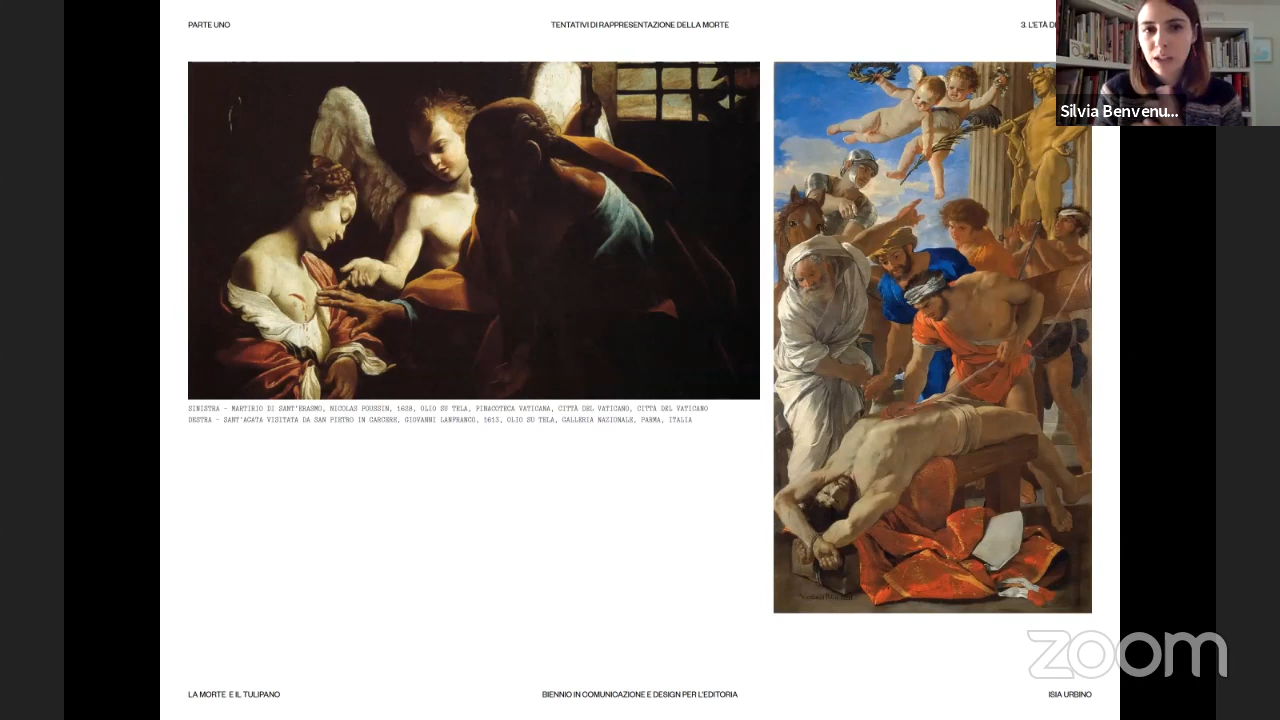 PARTE UNO
TENTATIVI DI RAPPRESENTAZIONE DELLA MORTE
3. L'ETÀ
Silvia Benvenu...
SINISTRA - MARTIRIO DI SANT'ERASMO, NICOLAS POUSSIN, 1628, OLIO SU TELA, PINACOTECA VATICANA, CITTÀ DEL VATICANO, CITTÀ DEL VATICANO
DESTRA - SANT'AGATA VISITATA DA SAN PIETRO IN CARCERE, GIOVANNI LANFRANCO, 1613, OLIO SU TELA, GALLERIA NAZIONALE, PARMA, ITALIA
zoom
LA MORTE E IL TULIPANO
BIENNIO IN COMUNICAZIONE E DESIGN PER L'EDITORIA
ISIA URBINO